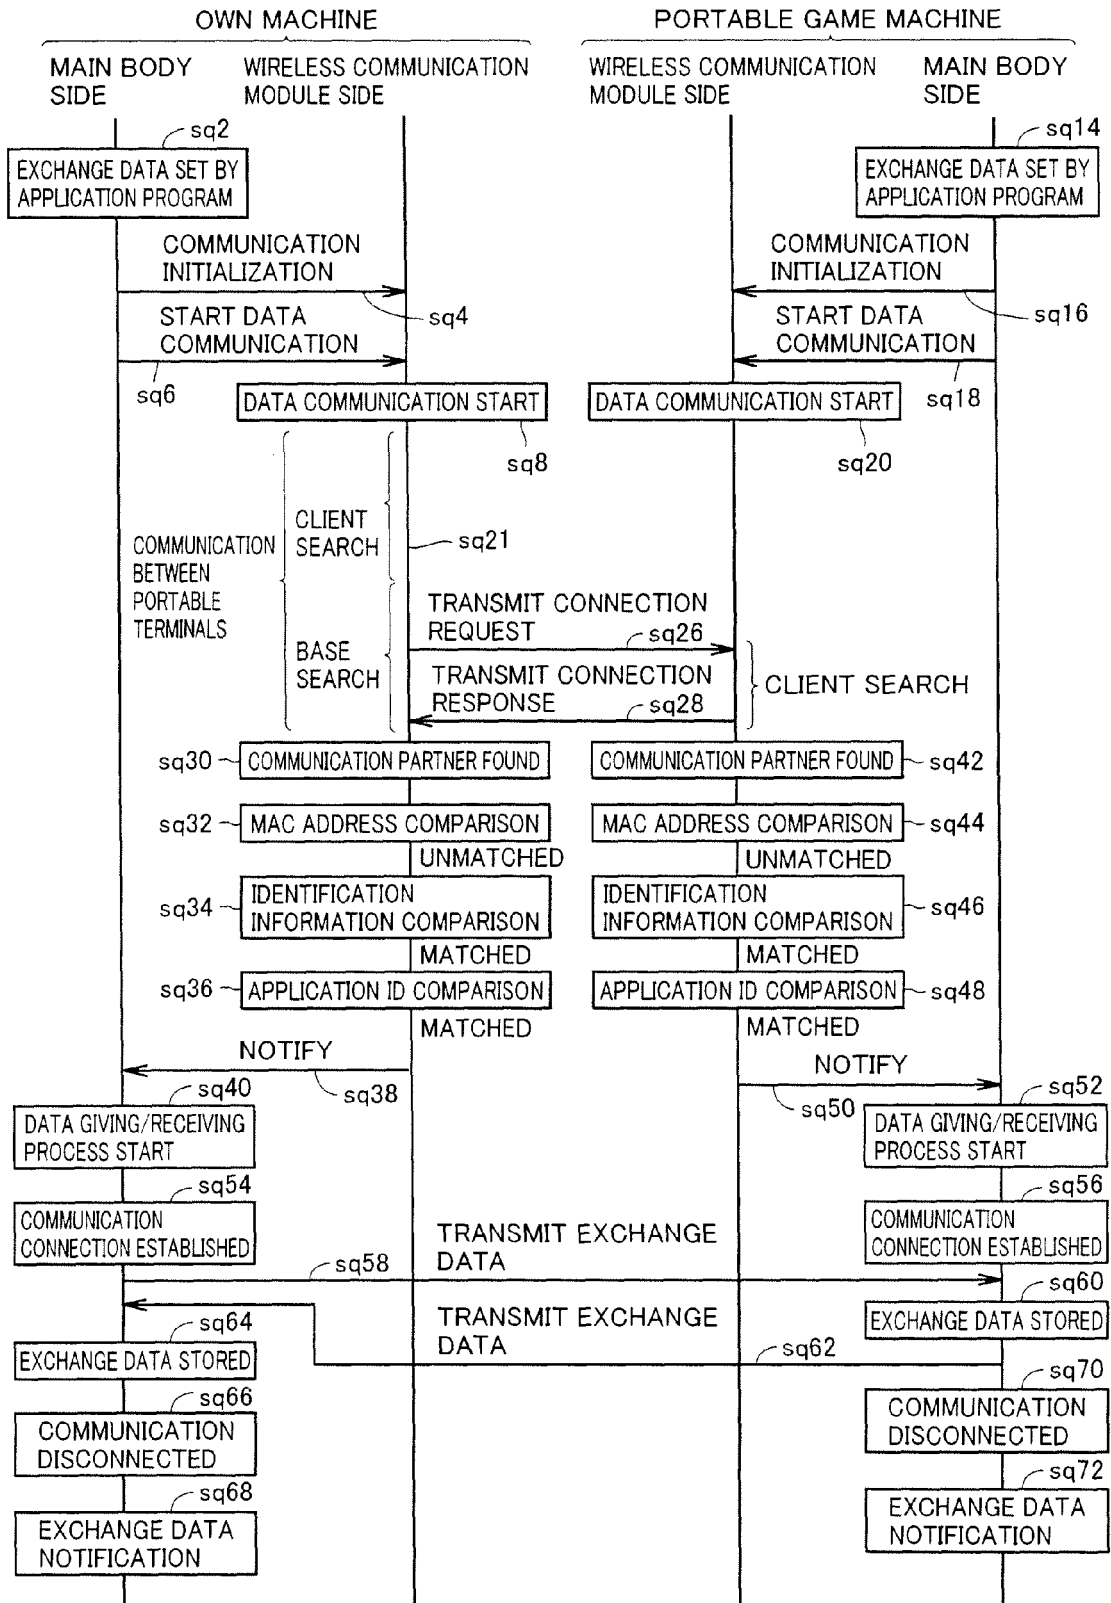 OWN MACHINE
PORTABLE GAME MACHINE
MAIN BODY
SIDE
WIRELESS COMMUNICATION
MODULE SIDE
WIRELESS COMMUNICATION
MODULE SIDE
MAIN BODY
SIDE
sq2
sq14
EXCHANGE DATA SET BY
APPLICATION PROGRAM
EXCHANGE DATA SET BY
APPLICATION PROGRAM
COMMUNICATION
INITIALIZATION
COMMUNICATION
INITIALIZATION
sq4
sq16
START DATA
COMMUNICATION
START DATA
COMMUNICATION
sq6
sq18
DATA COMMUNICATION START
DATA COMMUNICATION START
sq8
sq20
CLIENT
SEARCH
sq21
COMMUNICATION
BETWEEN
PORTABLE
TERMINALS
TRANSMIT CONNECTION
REQUEST
sq26
BASE
SEARCH
TRANSMIT CONNECTION
RESPONSE
sq28
CLIENT SEARCH
sq30
COMMUNICATION PARTNER FOUND
COMMUNICATION PARTNER FOUND
sq42
sq32
MAC ADDRESS COMPARISON
MAC ADDRESS COMPARISON
sq44
UNMATCHED
UNMATCHED
sq34
IDENTIFICATION
INFORMATION COMPARISON
IDENTIFICATION
INFORMATION COMPARISON
sq46
MATCHED
MATCHED
sq36
APPLICATION ID COMPARISON
APPLICATION ID COMPARISON
sq48
MATCHED
MATCHED
NOTIFY
NOTIFY
sq38
sq50
sq40
sq52
DATA GIVING/RECEIVING
PROCESS START
DATA GIVING/RECEIVING
PROCESS START
sq54
sq56
COMMUNICATION
CONNECTION ESTABLISHED
COMMUNICATION
CONNECTION ESTABLISHED
TRANSMIT EXCHANGE
DATA
sq58
sq60
EXCHANGE DATA STORED
TRANSMIT EXCHANGE
DATA
sq62
sq64
EXCHANGE DATA STORED
sq66
sq70
COMMUNICATION
DISCONNECTED
COMMUNICATION
DISCONNECTED
sq68
sq72
EXCHANGE DATA
NOTIFICATION
EXCHANGE DATA
NOTIFICATION